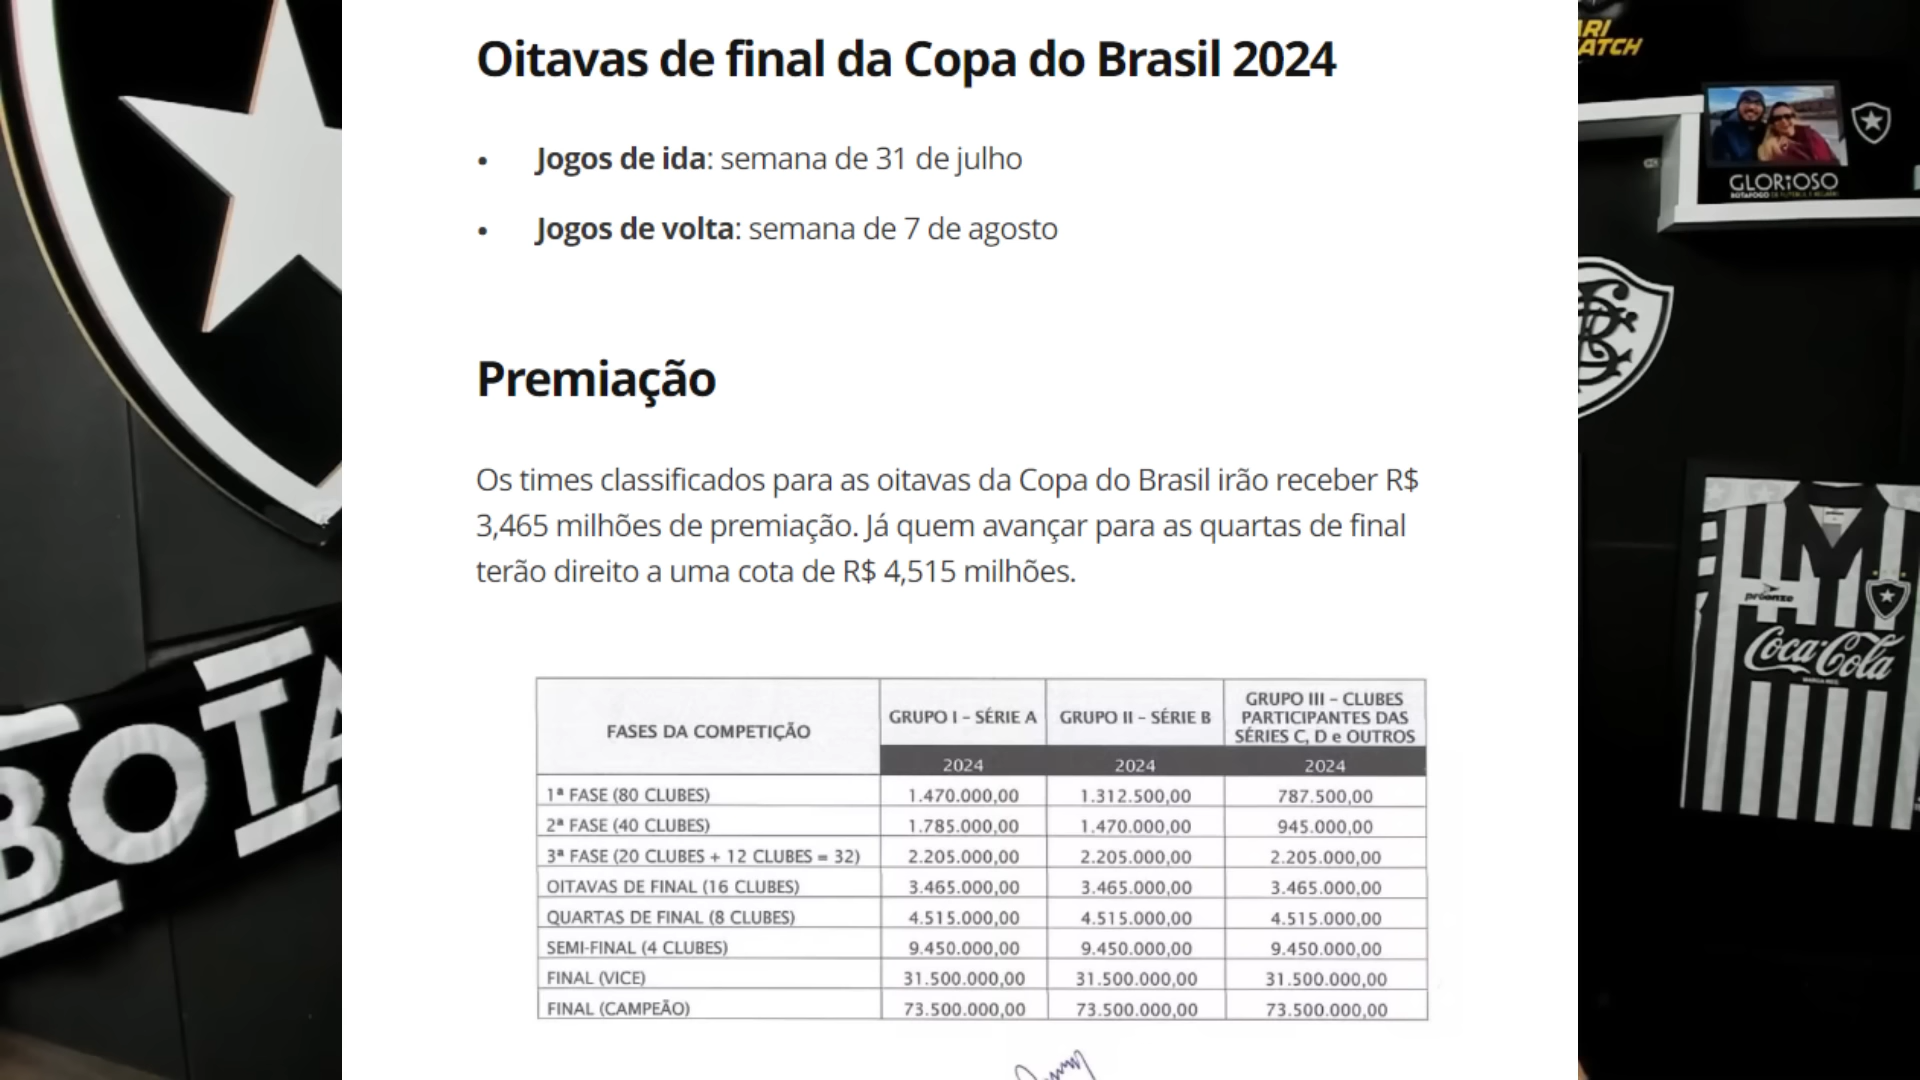 Oitavas de final da Copa do Brasil 2024
• Jogos de ida: semana de 31 de julho
• Jogos de volta: semana de 7 de agosto
Premiação
Os times classificados para as oitavas da Copa do Brasil irão receber R$
3,465 milhões de premiação. Já quem avançar para as quartas de final
terão direito a uma cota de R$ 4,515 milhões.
FASES DA COMPETIÇÃO
GRUPO I – SÉRIE A
GRUPO II – SÉRIE B
GRUPO III – CLUBES
PARTICIPANTES DAS
SÉRIES C, D e OUTROS
2024 2024 2024
1ª FASE (80 CLUBES) 1.470.000,00 1.312.500,00 787.500,00
2ª FASE (40 CLUBES) 1.785.000,00 1.470.000,00 945.000,00
3ª FASE (20 CLUBES + 12 CLUBES = 32) 2.205.000,00 2.205.000,00 2.205.000,00
OITAVAS DE FINAL (16 CLUBES) 3.465.000,00 3.465.000,00 3.465.000,00
QUARTAS DE FINAL (8 CLUBES) 4.515.000,00 4.515.000,00 4.515.000,00
SEMI-FINAL (4 CLUBES) 9.450.000,00 9.450.000,00 9.450.000,00
FINAL (VICE) 31.500.000,00 31.500.000,00 31.500.000,00
FINAL (CAMPEÃO) 73.500.000,00 73.500.000,00 73.500.000,00
BOTA
ARI
ATCH
GLORIOSO
Coca-Cola